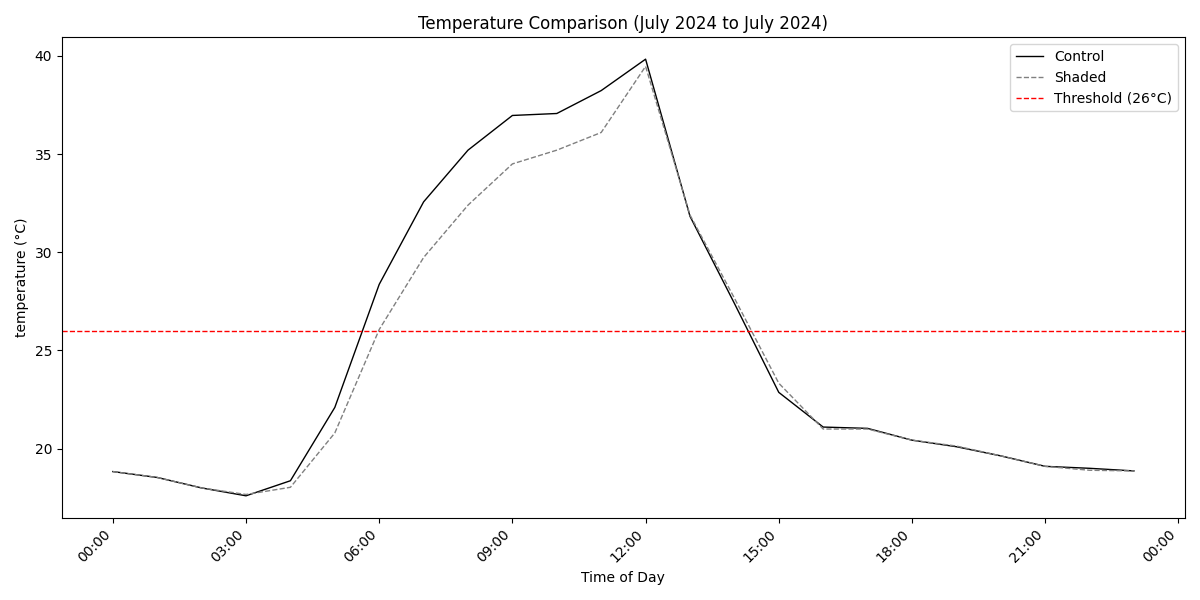 Temperature Comparison (July 2024 to July 2024)
Control
Shaded
Threshold (26°C)
temperature (°C)
40
35
30
25
20
00:00
03:00
06:00
09:00
12:00
15:00
18:00
21:00
00:00
Time of Day